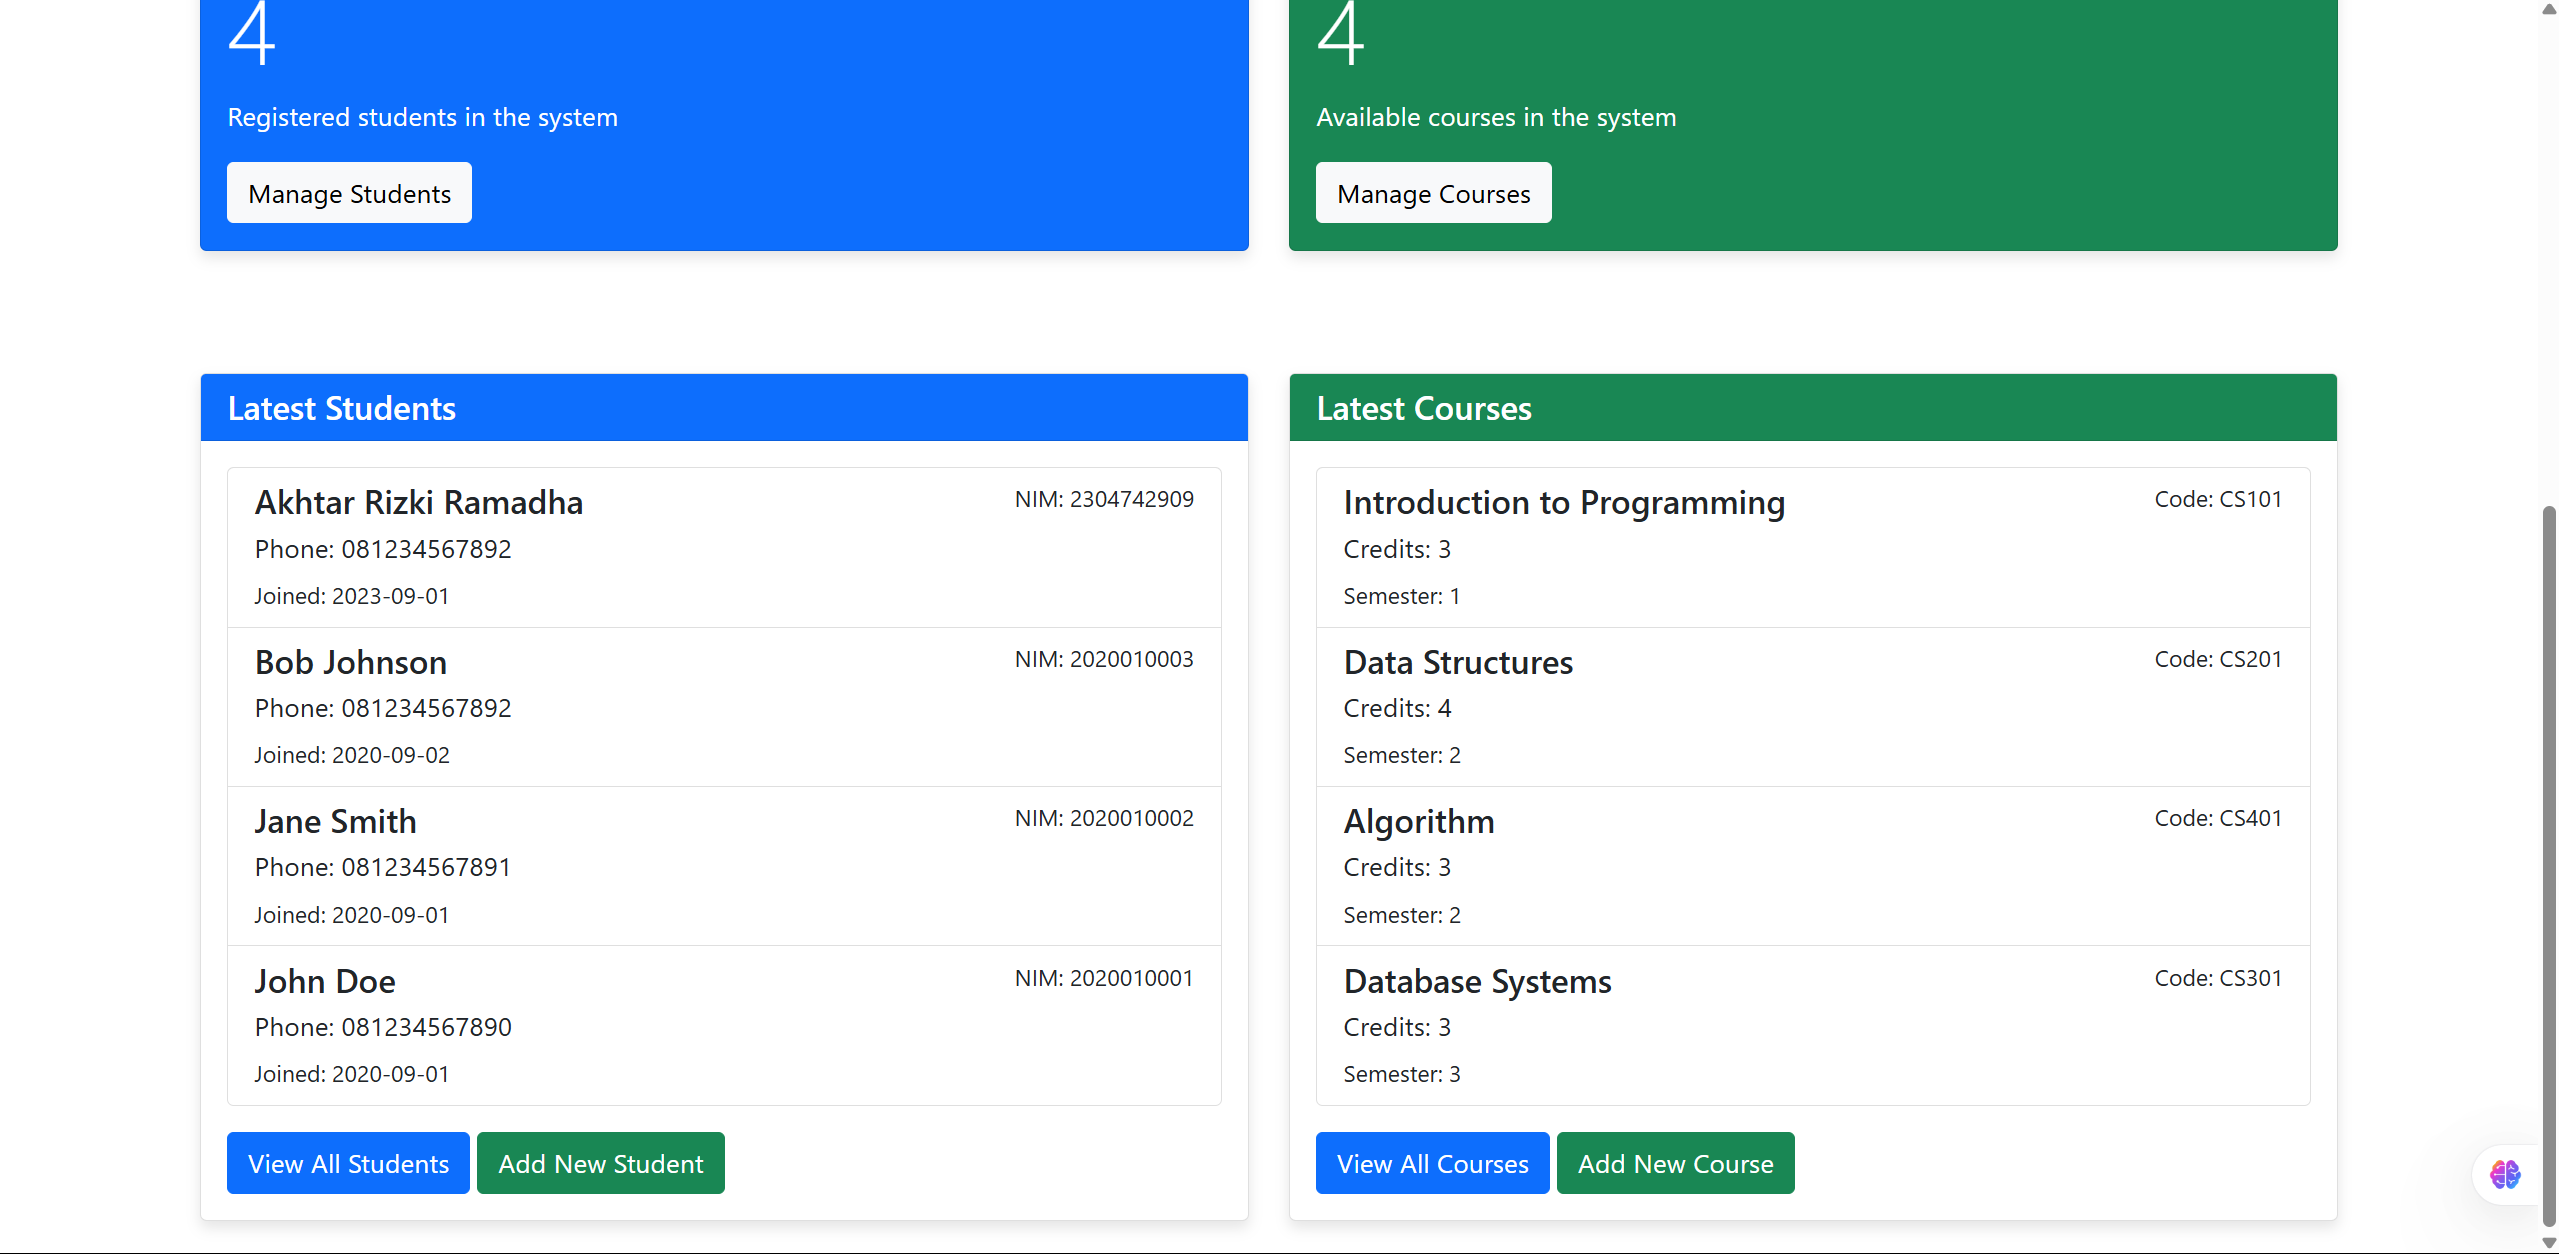 4
Registered students in the system
Manage Students
4
Available courses in the system
Manage Courses
Latest Students
Akhtar Rizki Ramadha
NIM: 2304742909
Phone: 081234567892
Joined: 2023-09-01
Bob Johnson
NIM: 2020010003
Phone: 081234567892
Joined: 2020-09-02
Jane Smith
NIM: 2020010002
Phone: 081234567891
Joined: 2020-09-01
John Doe
NIM: 2020010001
Phone: 081234567890
Joined: 2020-09-01
View All Students
Add New Student
Latest Courses
Introduction to Programming
Code: CS101
Credits: 3
Semester: 1
Data Structures
Code: CS201
Credits: 4
Semester: 2
Algorithm
Code: CS401
Credits: 3
Semester: 2
Database Systems
Code: CS301
Credits: 3
Semester: 3
View All Courses
Add New Course